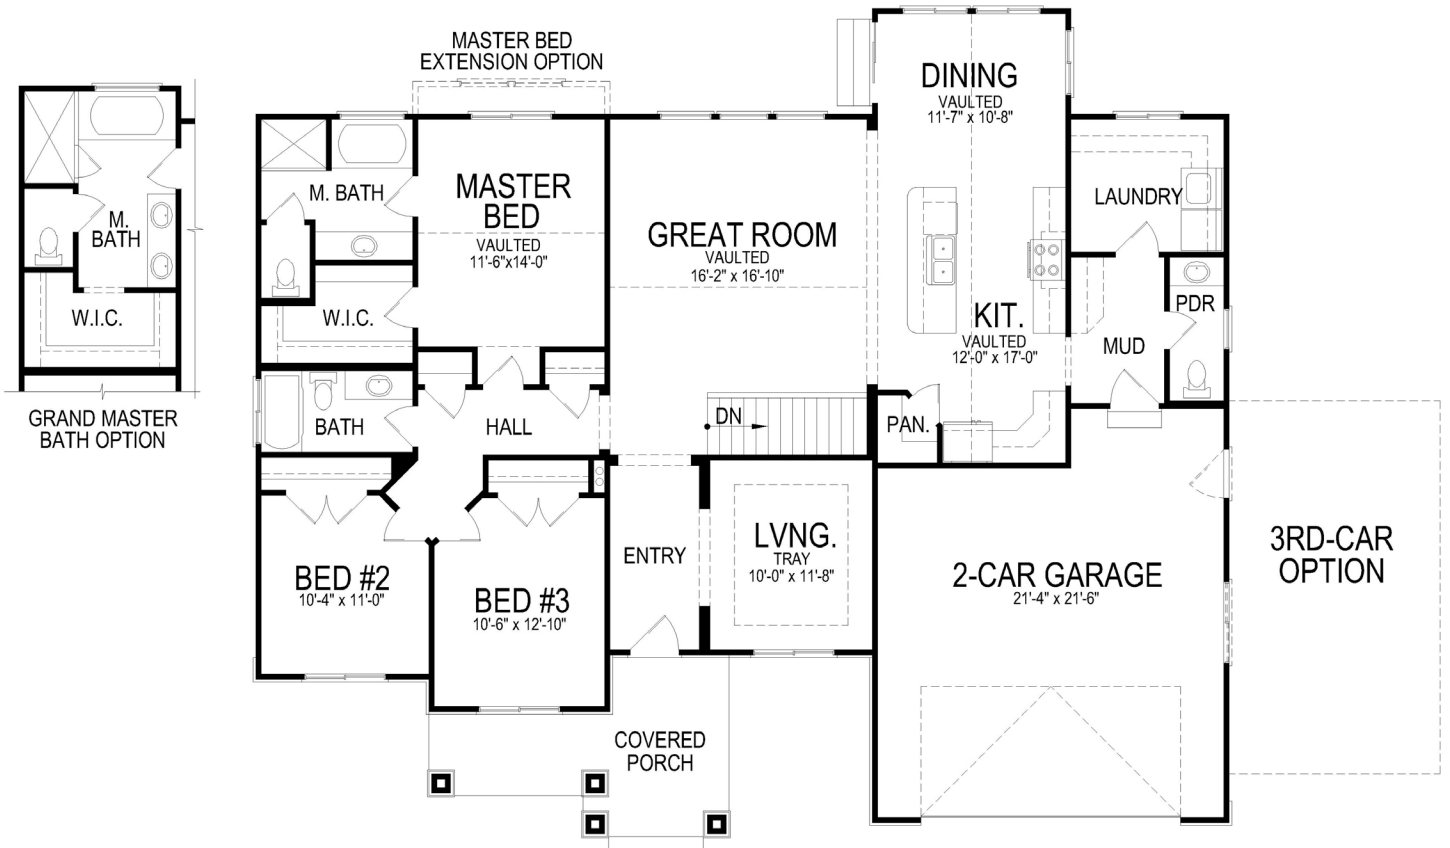 MASTER BED
EXTENSION OPTION
M.
BATH
W.I.C.
GRAND MASTER
BATH OPTION
M. BATH
MASTER
BED
VAULTED
11'-6"x14'-0"
W.I.C.
BATH
HALL
GREAT ROOM
VAULTED
16'-2" x 16'-10"
DN
DINING
VAULTED
11'-7" x 10'-8"
KIT.
VAULTED
12'-0" x 17'-0"
PAN.
LAUNDRY
PDR
MUD
BED #2
10'-4" x 11'-0"
BED #3
10'-6" x 12'-10"
ENTRY
LVNG.
TRAY
10'-0" x 11'-8"
2-CAR GARAGE
21'-4" x 21'-6"
3RD-CAR
OPTION
COVERED
PORCH